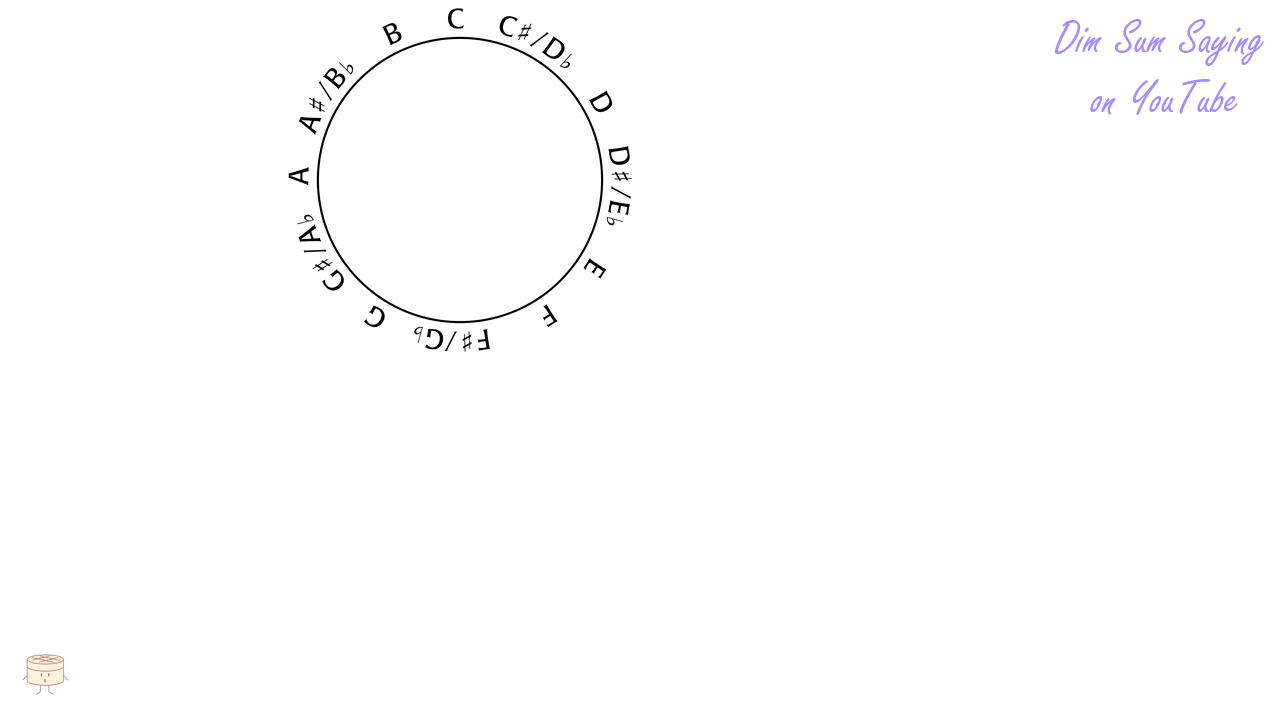 C
C♯/D♭
D
D♯/E♭
E
F
F♯/G♭
G
G♯/A♭
A
A♯/B♭
B
Dim Sum Saying
on YouTube